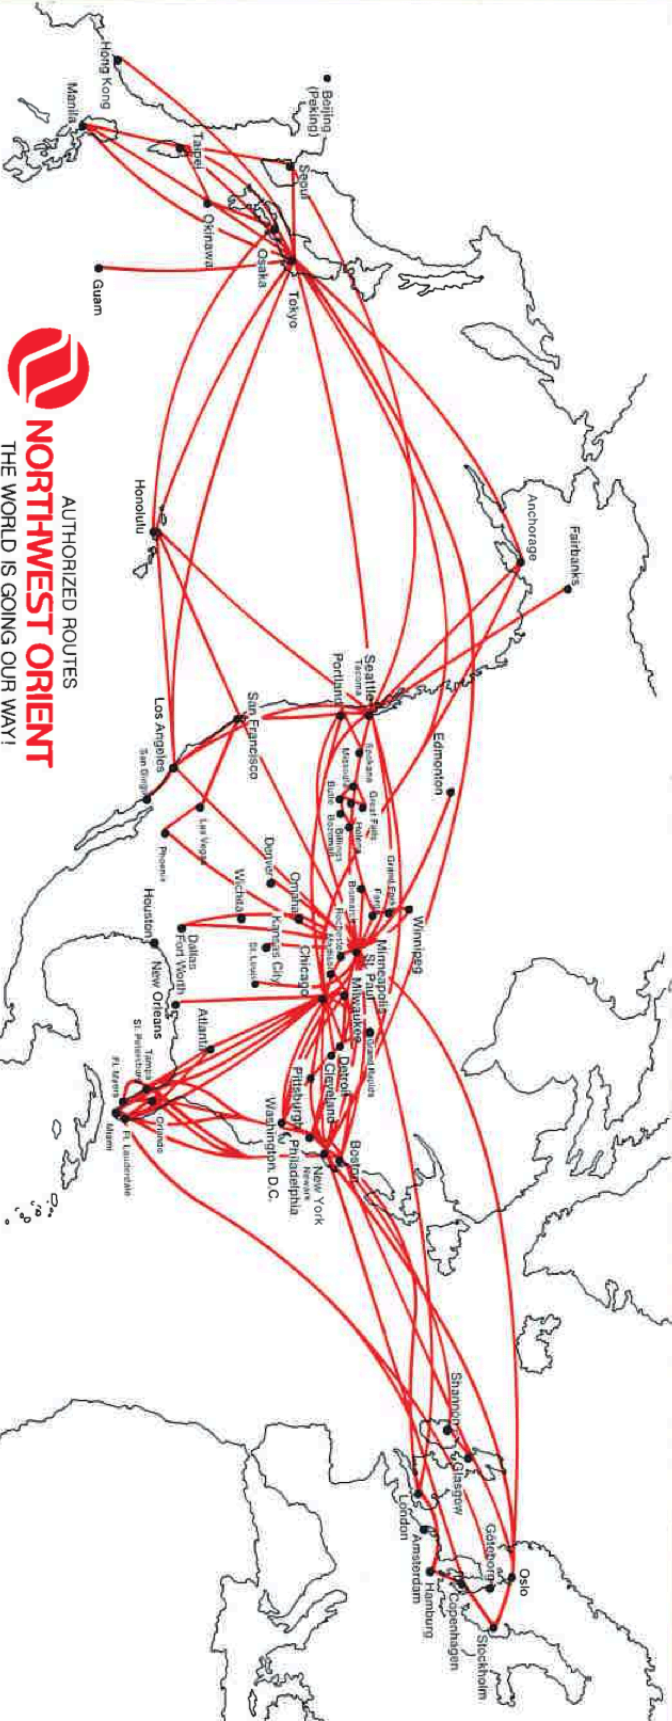 Hong Kong
Manila
Beijing
(Peking)
Taipei
Seoul
Okinawa
Osaka
Guam
Tokyo
Honolulu
Anchorage
Fairbanks
Seattle
Tacoma
Portland
San Francisco
Los Angeles
San Diego
Las Vegas
Phoenix
Edmonton
Spokane
Missoula
Great Falls
Butte
Helena
Bozeman
Billings
Winnipeg
Grand Forks
Fargo
Bismarck
Rochester
Minneapolis
St. Paul
Madison
Milwaukee
Chicago
Denver
Omaha
Wichita
Kansas City
St. Louis
Dallas
Fort Worth
Houston
New Orleans
Atlanta
Tampa
St. Petersburg
Orlando
Ft. Myers
Ft. Lauderdale
Miami
Grand Rapids
Detroit
Cleveland
Pittsburgh
Washington, D.C.
Philadelphia
Newark
New York
Boston
Shannon
Glasgow
London
Amsterdam
Hamburg
Copenhagen
Göteborg
Oslo
Stockholm
AUTHORIZED ROUTES
NORTHWEST ORIENT
THE WORLD IS GOING OUR WAY!